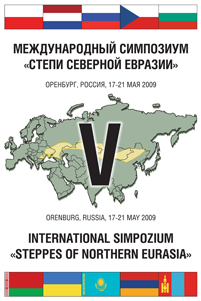 МЕЖДУНАРОДНЫЙ СИМПОЗИУМ
«СТЕПИ СЕВЕРНОЙ ЕВРАЗИИ»
ОРЕНБУРГ, РОССИЯ, 17-21 МАЯ 2009
V
ORENBURG, RUSSIA, 17-21 MAY 2009
INTERNATIONAL SIMPOZIUM
«STEPPES OF NORTHERN EURASIA»